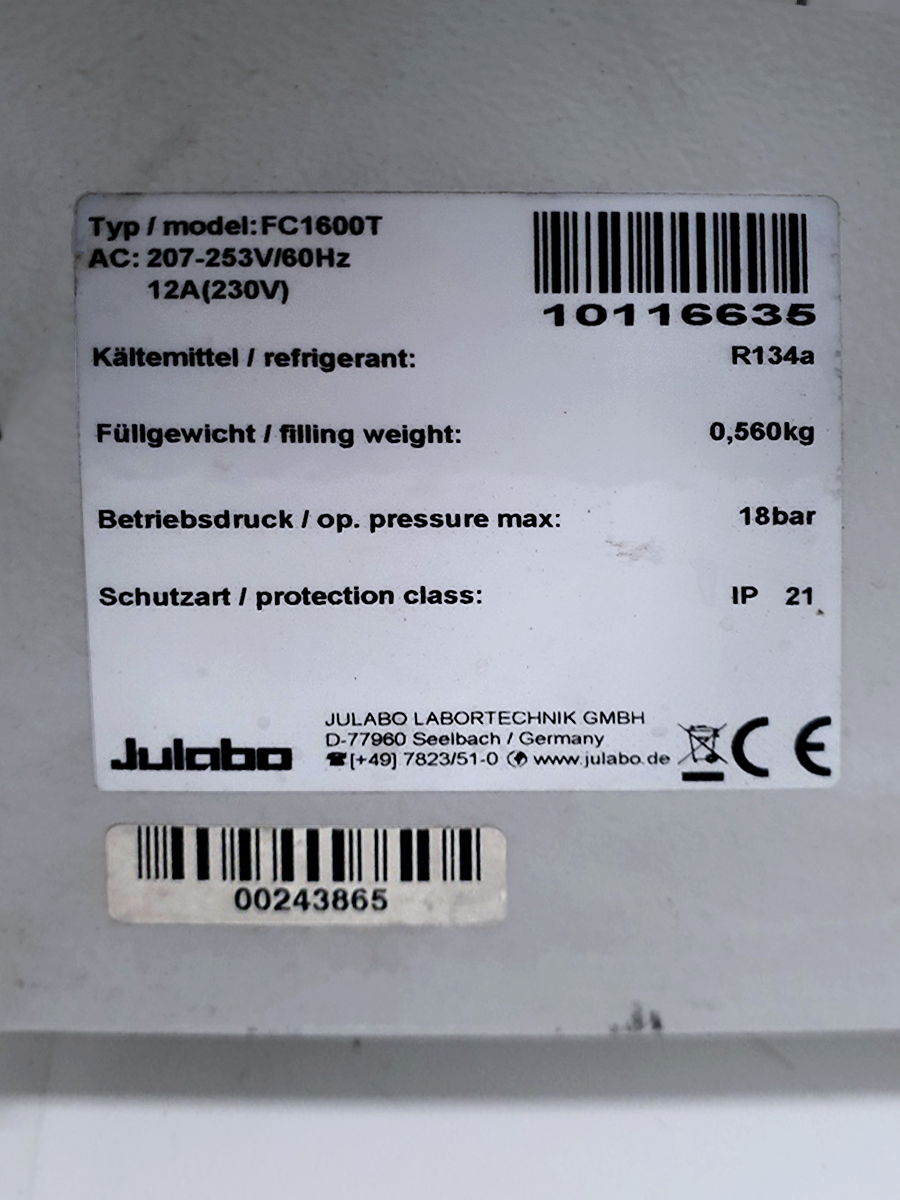 Typ / model: FC1600T
AC: 207-253V/60Hz
12A(230V)
10116635
Kältemittel / refrigerant: R134a
Füllgewicht / filling weight: 0,560kg
Betriebsdruck / op. pressure max: 18bar
Schutzart / protection class: IP 21
Julabo
JULABO LABORTECHNIK GMBH
D-77960 Seelbach / Germany
☎[+49] 7823/51-0 www.julabo.de
CE
00243865